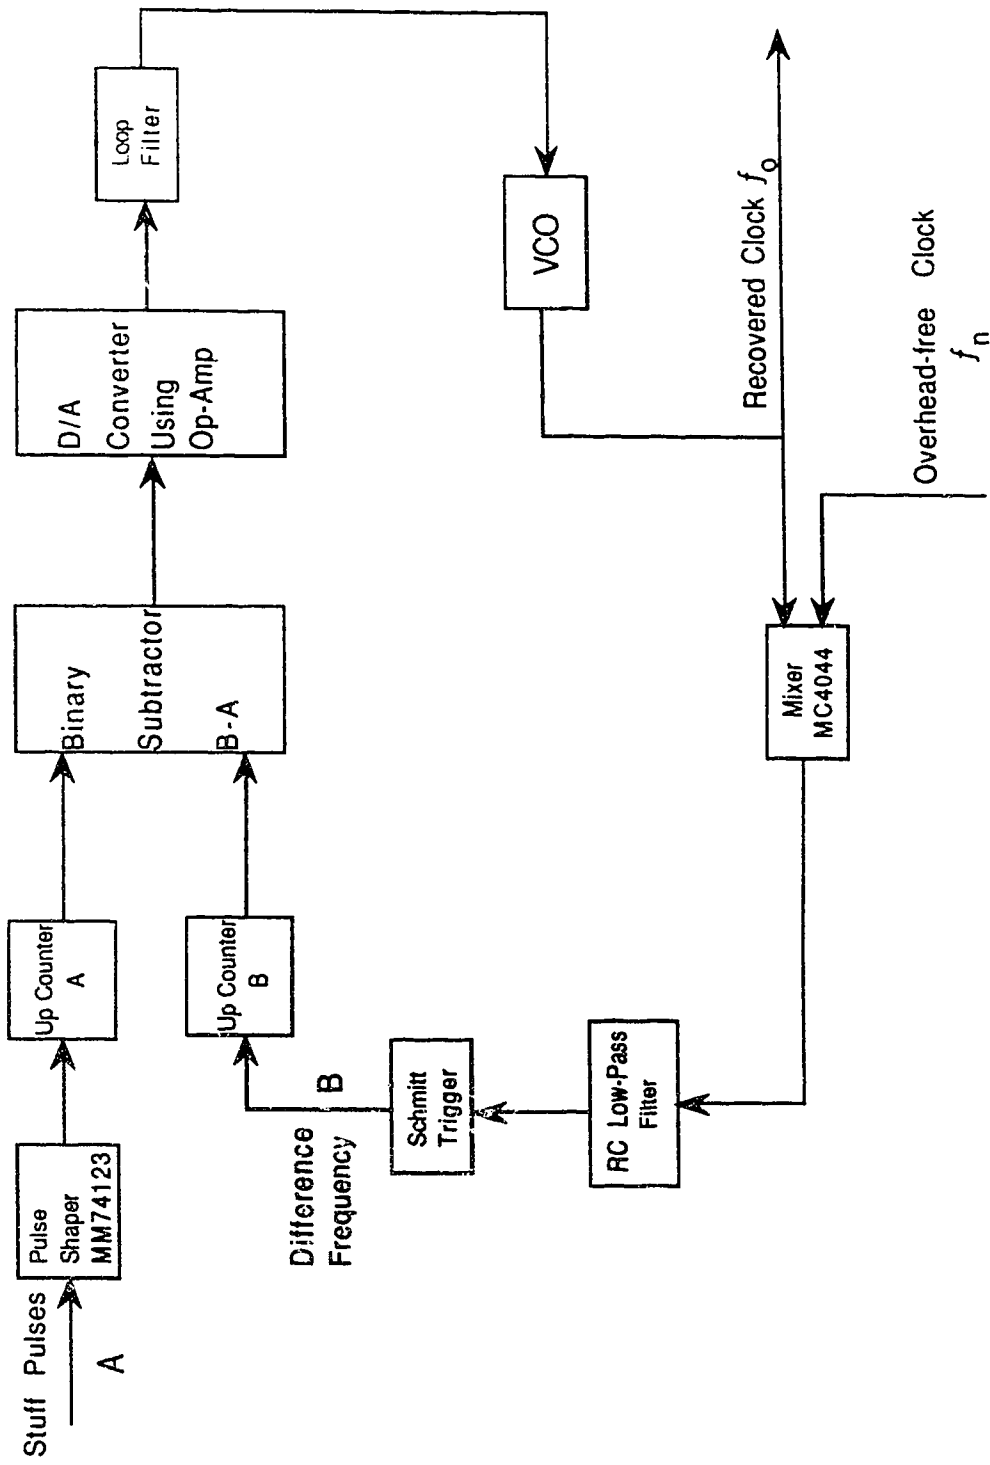 Stuff Pulses
A
Pulse
Shaper
MM74123
Up Counter
A
Binary
Subtractor
B-A
D/A
Converter
Using
Op-Amp
Loop
Filter
Difference
Frequency
B
Up Counter
B
Schmitt
Trigger
RC Low-Pass
Filter
VCO
Mixer
MC4044
Recovered Clock fo
Overhead-free Clock
fn